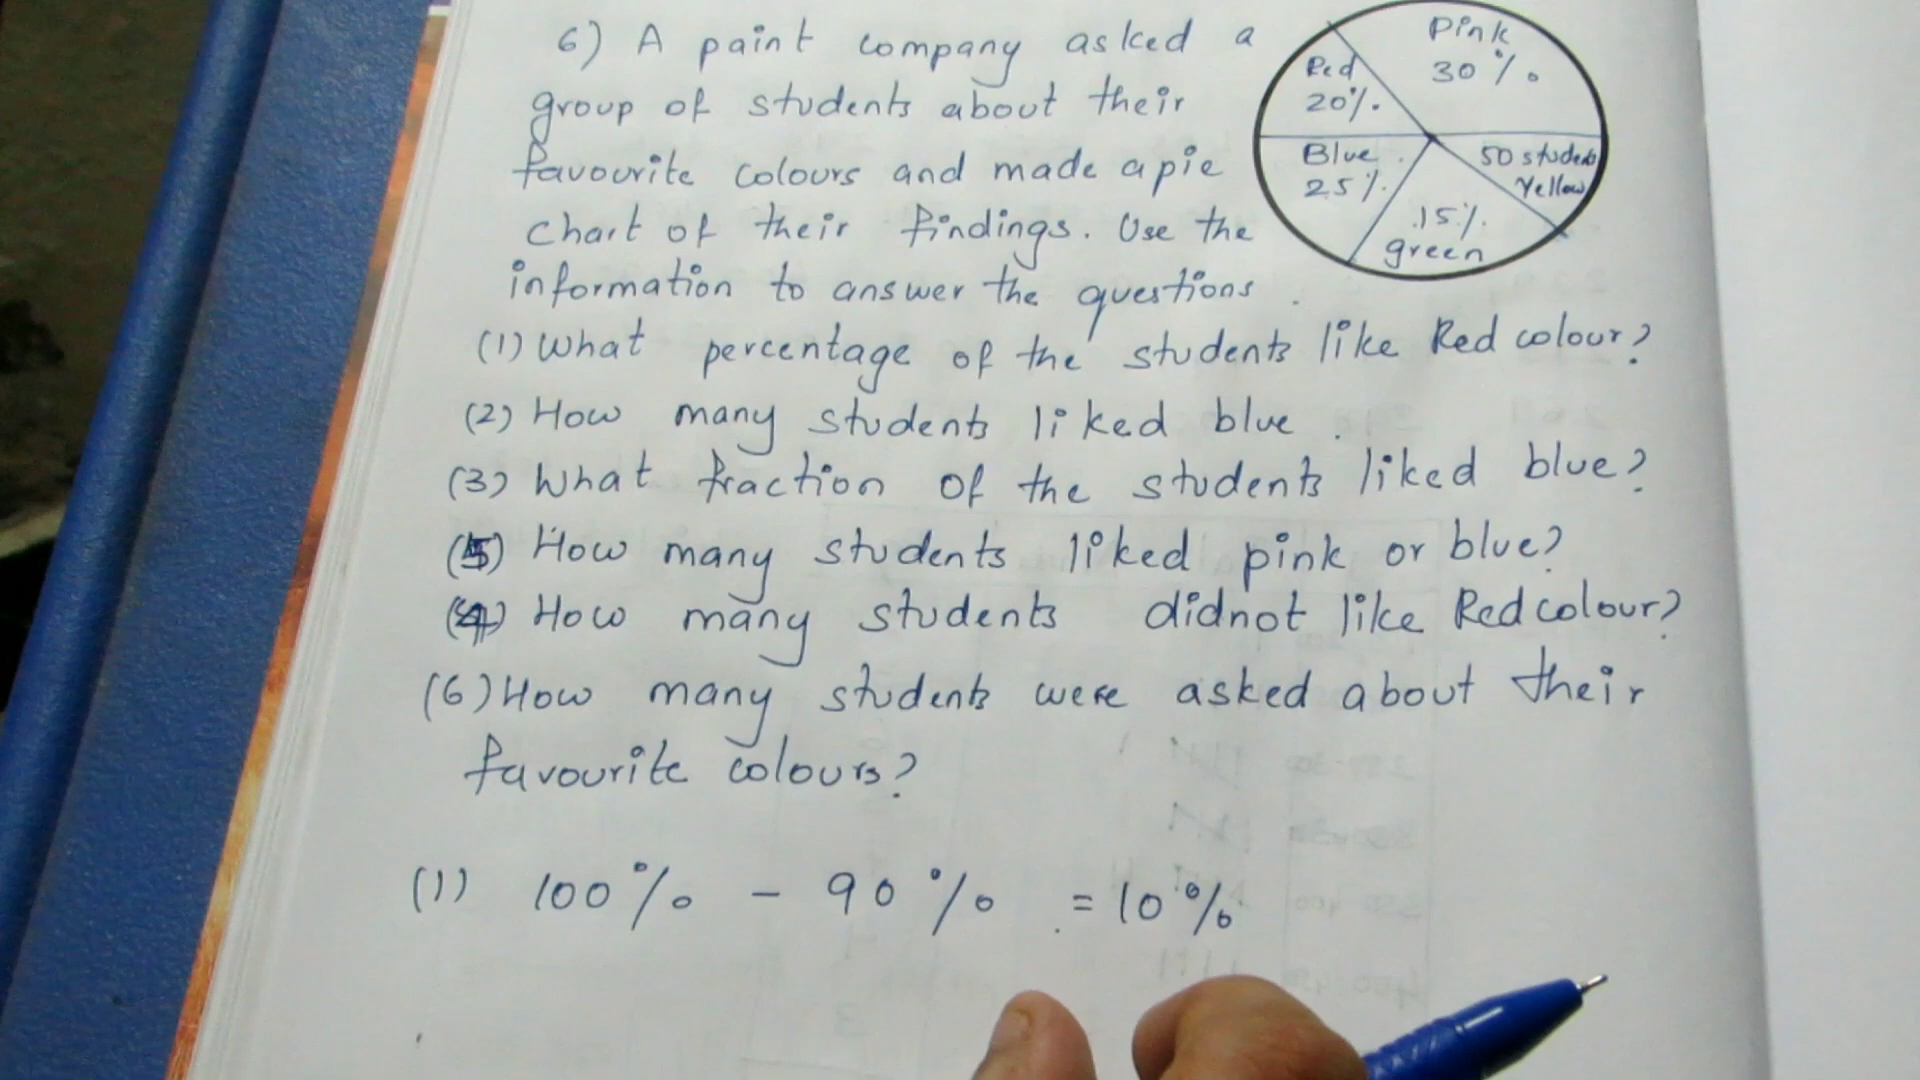 6) A paint company asked a
group of students about their
favourite colours and made a pie
chart of their findings. Use the
information to answer the questions.
Pink
30%
Red
20%
Blue
25%
50 students
Yellow
15%
green
(1) What percentage of the students like Red colour?
(2) How many students liked blue.
(3) What fraction of the students liked blue?
(5) How many students liked pink or blue?
(4) How many students didnot like Red colour?
(6) How many students were asked about their
favourite colours?
(1) 100% - 90% = 10%